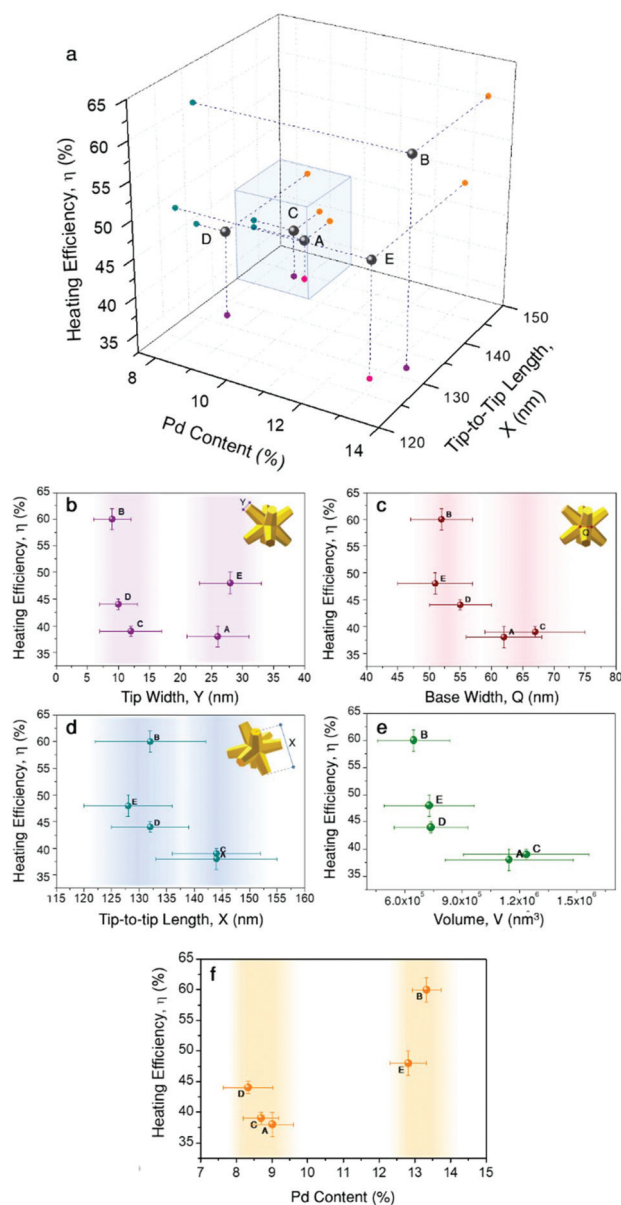 a
Heating Efficiency, η (%)
65
60
55
50
45
40
35
8
10
12
14
Pd Content (%)
120
130
140
150
Tip-to-Tip Length,
X (nm)
A
B
C
D
E
b
Heating Efficiency, η (%)
65
60
55
50
45
40
35
0 10 20 30 40 50
Tip Width, Y (nm)
Y
B
E
D
C
A
c
Heating Efficiency, η (%)
65
60
55
50
45
40
35
40 45 50 55 60 65 70 75 80
Base Width, Q (nm)
Q
B
E
D
C
A
d
Heating Efficiency, η (%)
65
60
55
50
45
40
35
115 120 125 130 135 140 145 150 155 160
Tip-to-tip Length, X (nm)
X
B
E
D
C
A
e
Heating Efficiency, η (%)
65
60
55
50
45
40
35
6.0x10⁵ 9.0x10⁵ 1.2x10⁶ 1.5x10⁶
Volume, V (nm³)
B
E
D
A C
f
Heating Efficiency, η (%)
65
60
55
50
45
40
35
7 8 9 10 11 12 13 14 15
Pd Content (%)
B
E
D
C
A